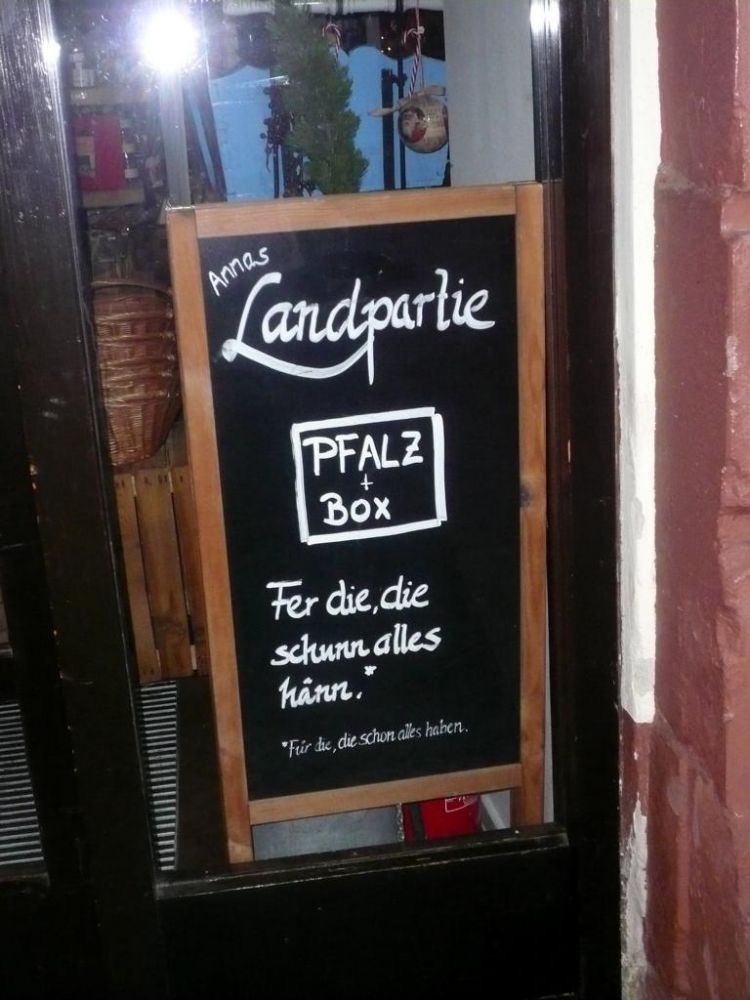 Annas
Landpartie
PFALZ
+
BOX
Fer die, die
schunn alles
hänn.*
*Für die, die schon alles haben.